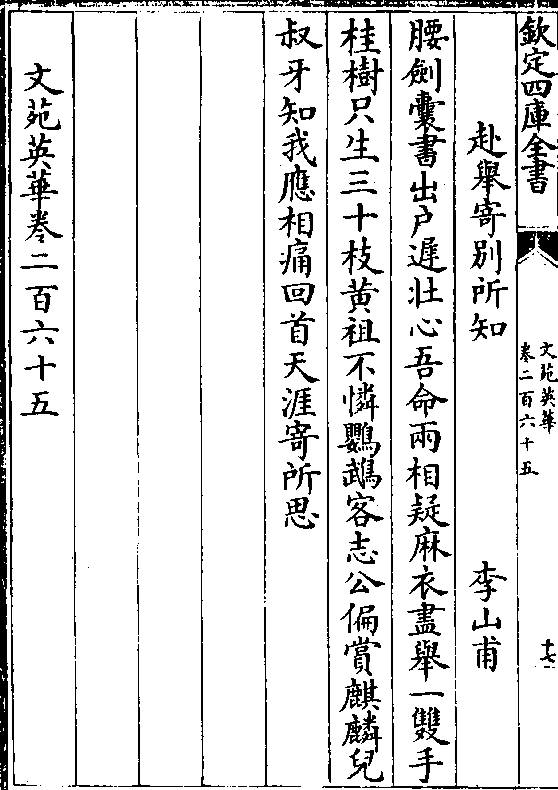 欽定四庫全書
文苑英華
卷二百六十五
十七
赴舉寄別所知
李山甫
腰劍囊書出戶遲壯心吾命兩相疑麻衣盡舉一雙手
桂樹只生三十枝黄祖不憐鸚鵡客志公偏賞麒麟兒
叔牙知我應相痛回首天涯寄所思
文苑英華卷二百六十五